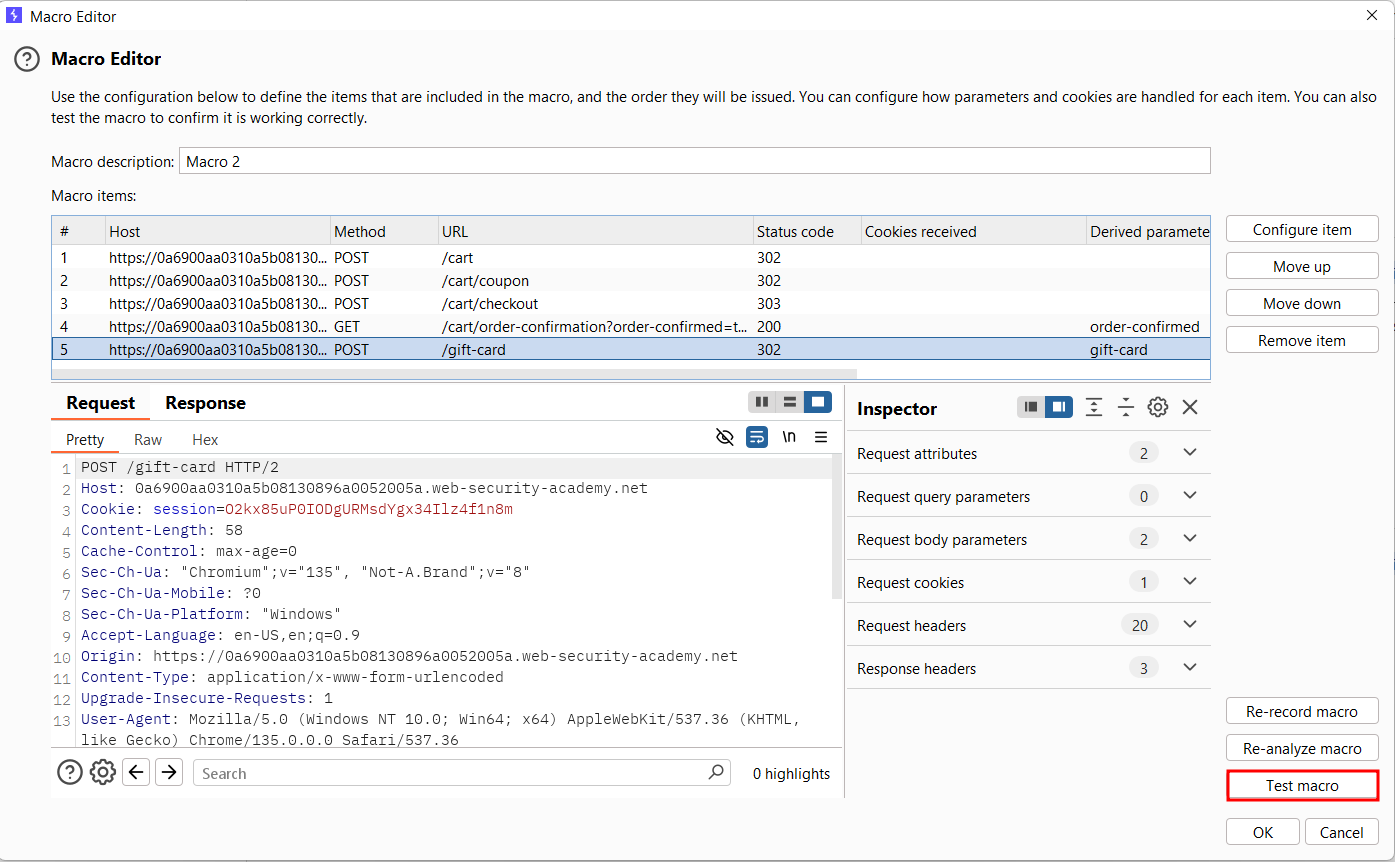 Macro Editor
Macro Editor
Use the configuration below to define the items that are included in the macro, and the order they will be issued. You can configure how parameters and cookies are handled for each item. You can also
test the macro to confirm it is working correctly.
Macro description: Macro 2
Macro items:
# Host Method URL Status code Cookies received Derived paramete
1 https://0a6900aa0310a5b08130... POST /cart 302
2 https://0a6900aa0310a5b08130... POST /cart/coupon 302
3 https://0a6900aa0310a5b08130... POST /cart/checkout 303
4 https://0a6900aa0310a5b08130... GET /cart/order-confirmation?order-confirmed=t... 200 order-confirmed
5 https://0a6900aa0310a5b08130... POST /gift-card 302 gift-card
Configure item
Move up
Move down
Remove item
Request Response
Pretty Raw Hex \n
1 POST /gift-card HTTP/2
2 Host: 0a6900aa0310a5b08130896a0052005a.web-security-academy.net
3 Cookie: session=O2kx85uP0IODgURMsdYgx34Ilz4f1n8m
4 Content-Length: 58
5 Cache-Control: max-age=0
6 Sec-Ch-Ua: "Chromium";v="135", "Not-A.Brand";v="8"
7 Sec-Ch-Ua-Mobile: ?0
8 Sec-Ch-Ua-Platform: "Windows"
9 Accept-Language: en-US,en;q=0.9
10 Origin: https://0a6900aa0310a5b08130896a0052005a.web-security-academy.net
11 Content-Type: application/x-www-form-urlencoded
12 Upgrade-Insecure-Requests: 1
13 User-Agent: Mozilla/5.0 (Windows NT 10.0; Win64; x64) AppleWebKit/537.36 (KHTML,
like Gecko) Chrome/135.0.0.0 Safari/537.36
Search
0 highlights
Inspector
Request attributes 2
Request query parameters 0
Request body parameters 2
Request cookies 1
Request headers 20
Response headers 3
Re-record macro
Re-analyze macro
Test macro
OK Cancel